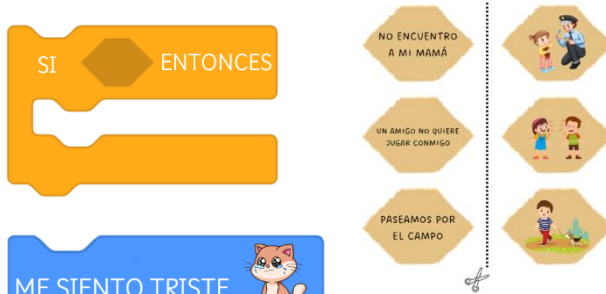 SI ENTONCES
ME SIENTO TRISTE
NO ENCUENTRO
A MI MAMÁ
UN AMIGO NO QUIERE
JUGAR CONMIGO
PASEAMOS POR
EL CAMPO